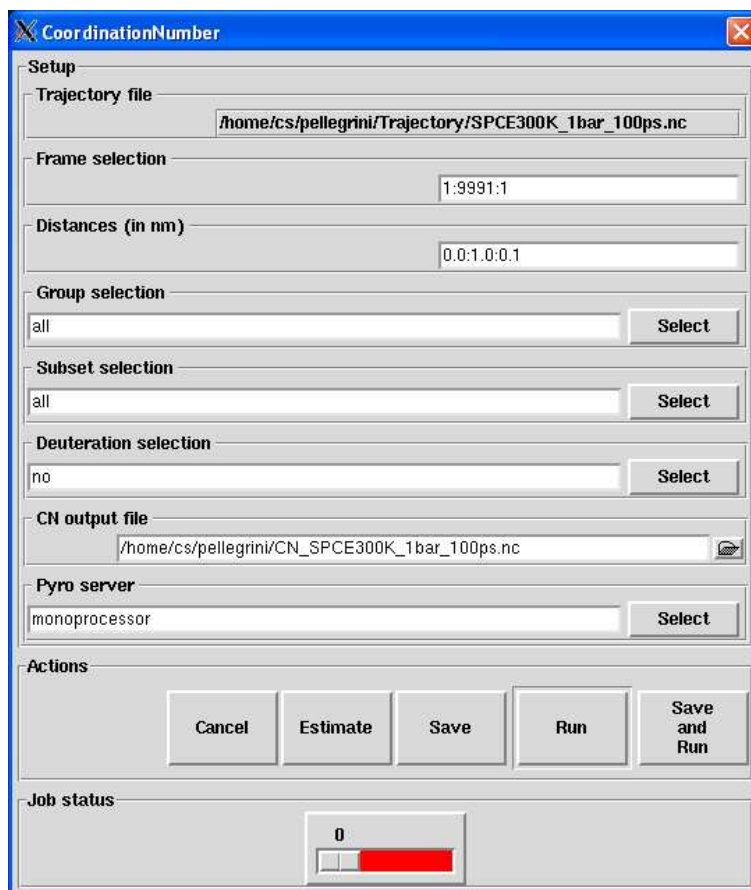 CoordinationNumber
Setup
Trajectory file
/home/cs/pellegrini/Trajectory/SPCE300K_1bar_100ps.nc
Frame selection
1:9991:1
Distances (in nm)
0.0:1.0:0.1
Group selection
all
Select
Subset selection
all
Select
Deuteration selection
no
Select
CN output file
/home/cs/pellegrini/CN_SPCE300K_1bar_100ps.nc
Pyro server
monoprocessor
Select
Actions
Cancel
Estimate
Save
Run
Save
and
Run
Job status
0